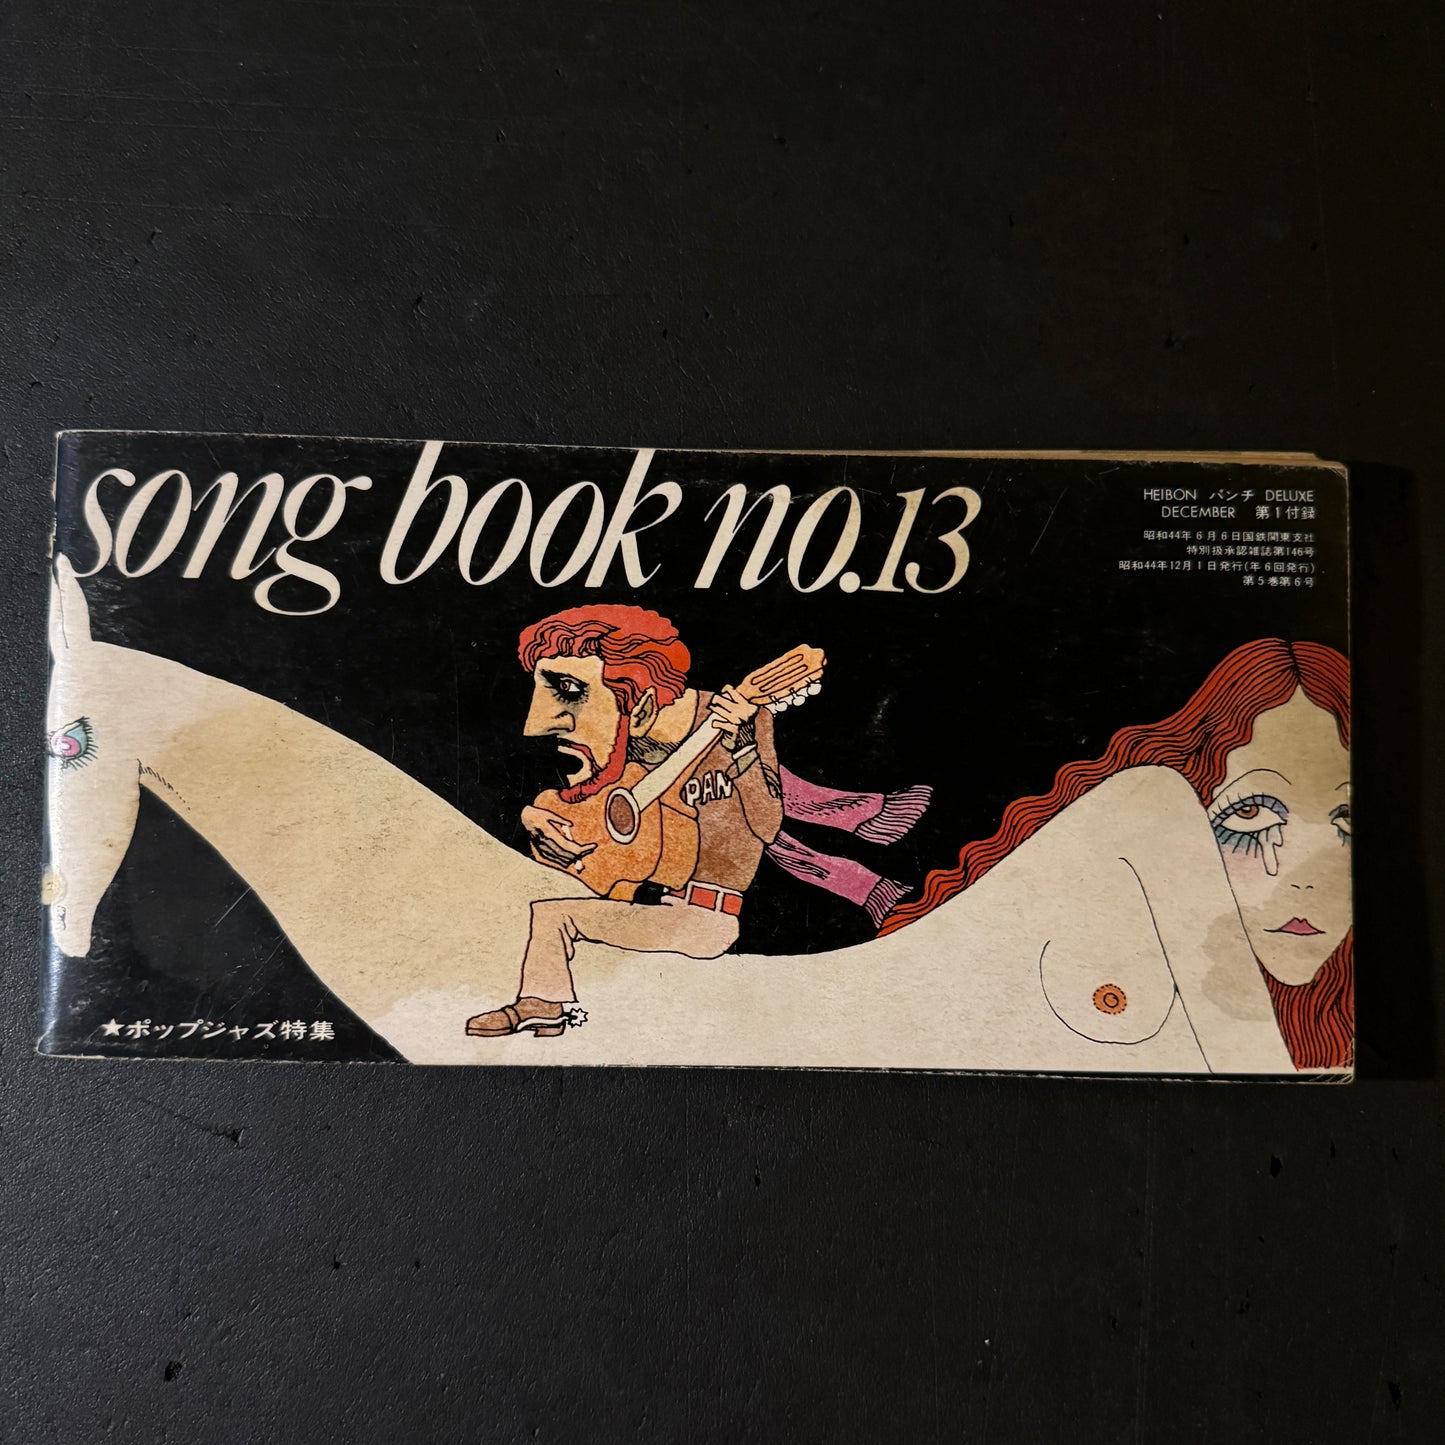 song book no.13
HEIBON パンチ DELUXE
DECEMBER 第1付録
昭和44年6月6日国鉄関東支社
特別扱承認雑誌第146号
昭和44年12月1日発行(年6回発行)
第5巻第6号
PAN
★ポップジャズ特集